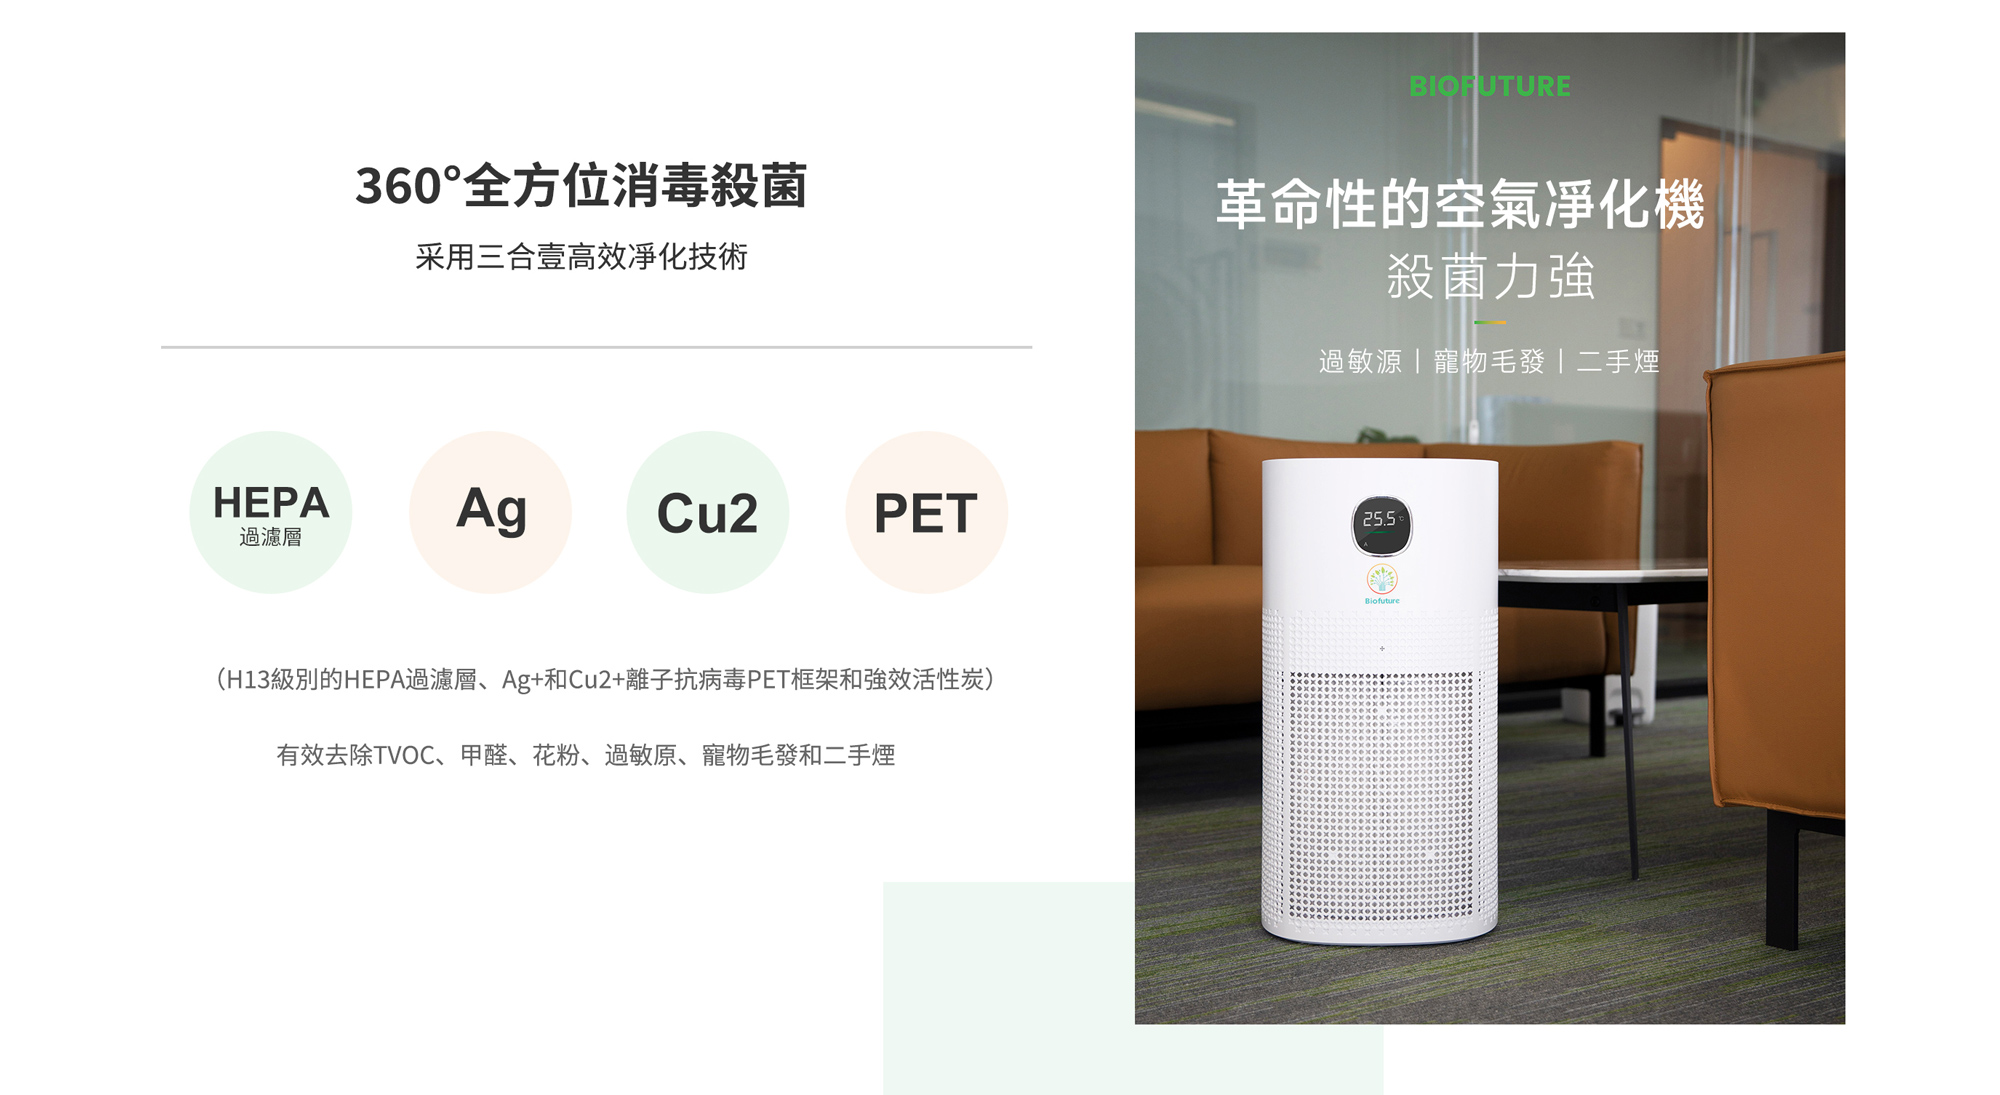 360°全方位消毒殺菌
采用三合壹高效凈化技術
HEPA
過濾層
Ag
Cu2
PET
（H13級別的HEPA過濾層、Ag+和Cu2+離子抗病毒PET框架和強效活性炭）
有效去除TVOC、甲醛、花粉、過敏原、寵物毛發和二手煙
BIOFUTURE
革命性的空氣凈化機
殺菌力強
過敏源｜寵物毛發｜二手煙
25.5 ℃
A
Biofuture